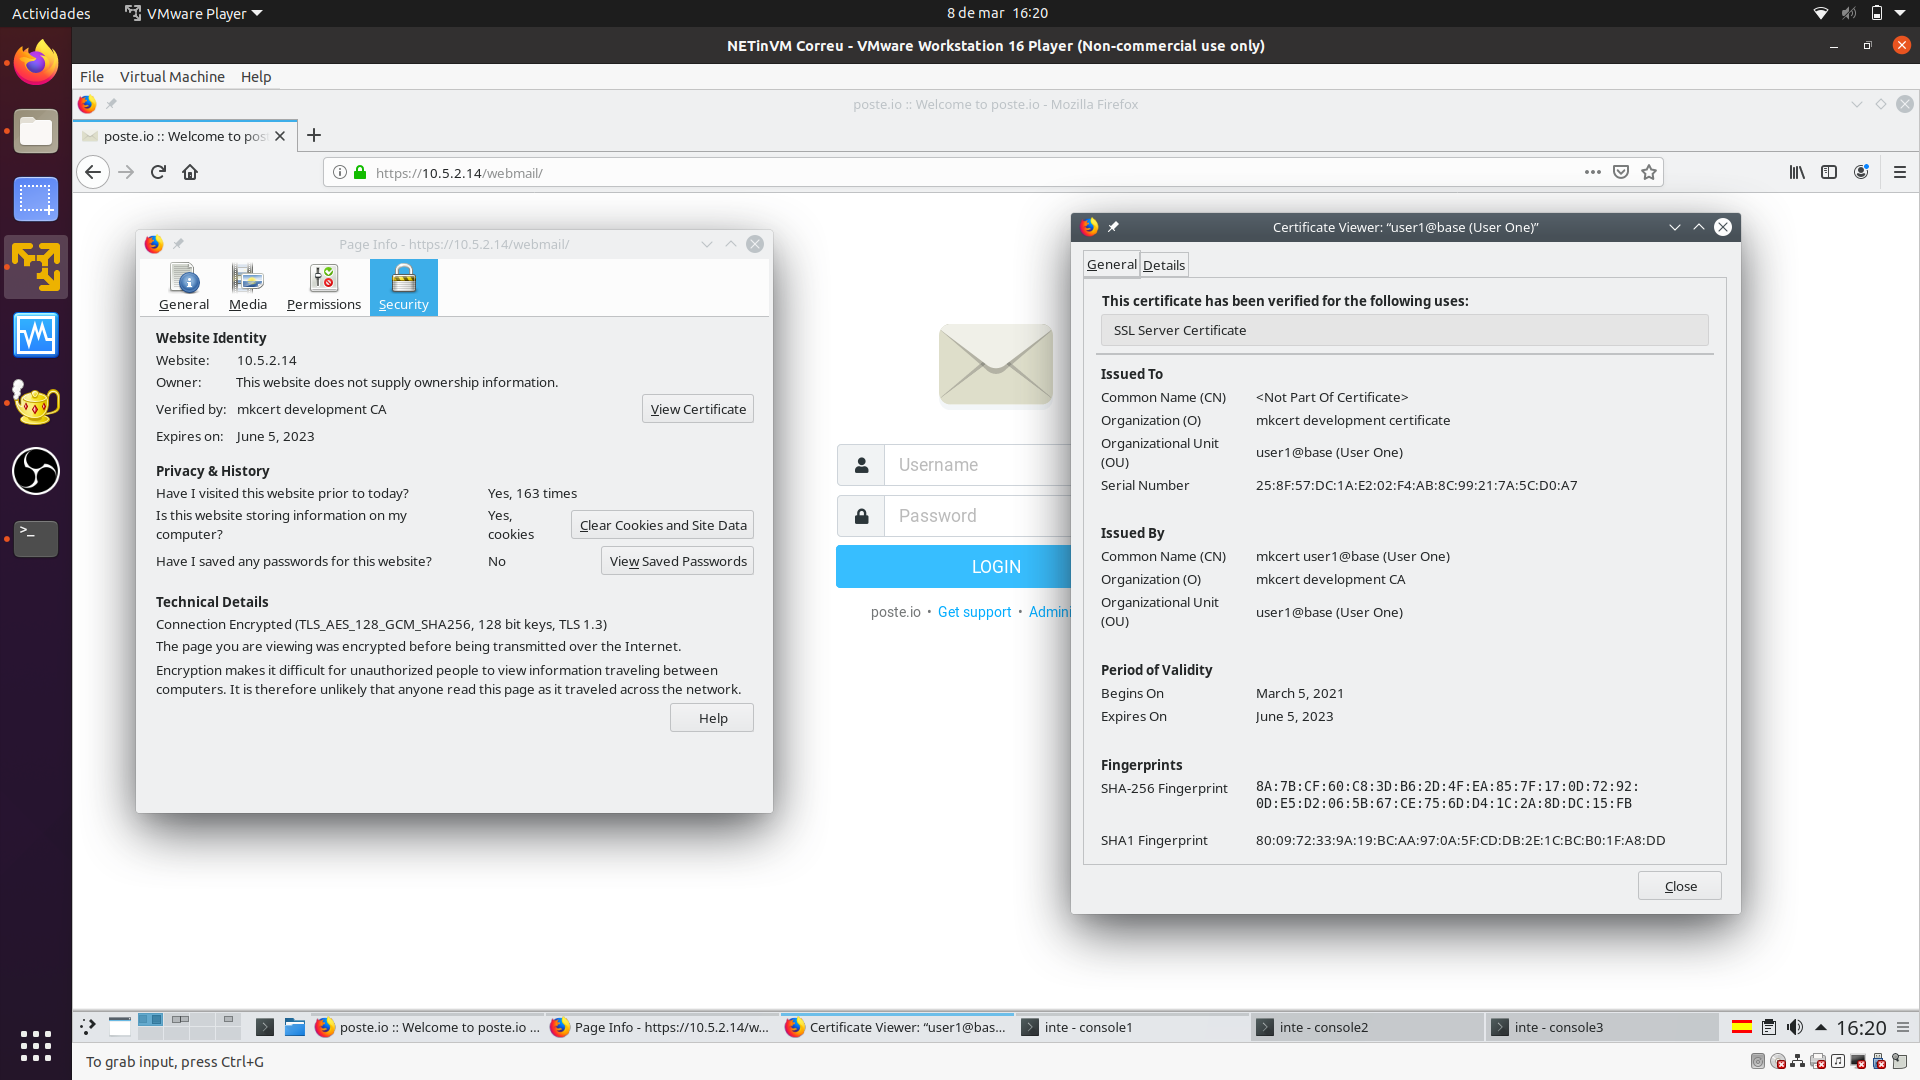 Actividades
VMware Player
8 de mar 16:20
NETinVM Correu - VMware Workstation 16 Player (Non-commercial use only)
File Virtual Machine Help
poste.io :: Welcome to poste.io - Mozilla Firefox
poste.io :: Welcome to pos
https://10.5.2.14/webmail/
Page Info - https://10.5.2.14/webmail/
General Media Permissions Security
Website Identity
Website: 10.5.2.14
Owner: This website does not supply ownership information.
Verified by: mkcert development CA
View Certificate
Expires on: June 5, 2023
Privacy & History
Have I visited this website prior to today? Yes, 163 times
Is this website storing information on my computer? Yes, cookies
Clear Cookies and Site Data
Have I saved any passwords for this website? No
View Saved Passwords
Technical Details
Connection Encrypted (TLS_AES_128_GCM_SHA256, 128 bit keys, TLS 1.3)
The page you are viewing was encrypted before being transmitted over the Internet.
Encryption makes it difficult for unauthorized people to view information traveling between
computers. It is therefore unlikely that anyone read this page as it traveled across the network.
Help
Username
Password
LOGIN
poste.io • Get support • Admini
Certificate Viewer: “user1@base (User One)”
General Details
This certificate has been verified for the following uses:
SSL Server Certificate
Issued To
Common Name (CN) <Not Part Of Certificate>
Organization (O) mkcert development certificate
Organizational Unit (OU) user1@base (User One)
Serial Number 25:8F:57:DC:1A:E2:02:F4:AB:8C:99:21:7A:5C:D0:A7
Issued By
Common Name (CN) mkcert user1@base (User One)
Organization (O) mkcert development CA
Organizational Unit (OU) user1@base (User One)
Period of Validity
Begins On March 5, 2021
Expires On June 5, 2023
Fingerprints
SHA-256 Fingerprint 8A:7B:CF:60:C8:3D:B6:2D:4F:EA:85:7F:17:0D:72:92:
0D:E5:D2:06:5B:67:CE:75:6D:D4:1C:2A:8D:DC:15:FB
SHA1 Fingerprint 80:09:72:33:9A:19:BC:AA:97:0A:5F:CD:DB:2E:1C:BC:B0:1F:A8:DD
Close
poste.io :: Welcome to poste.io ...
Page Info - https://10.5.2.14/w...
Certificate Viewer: “user1@bas...
inte - console1
inte - console2
inte - console3
16:20
To grab input, press Ctrl+G